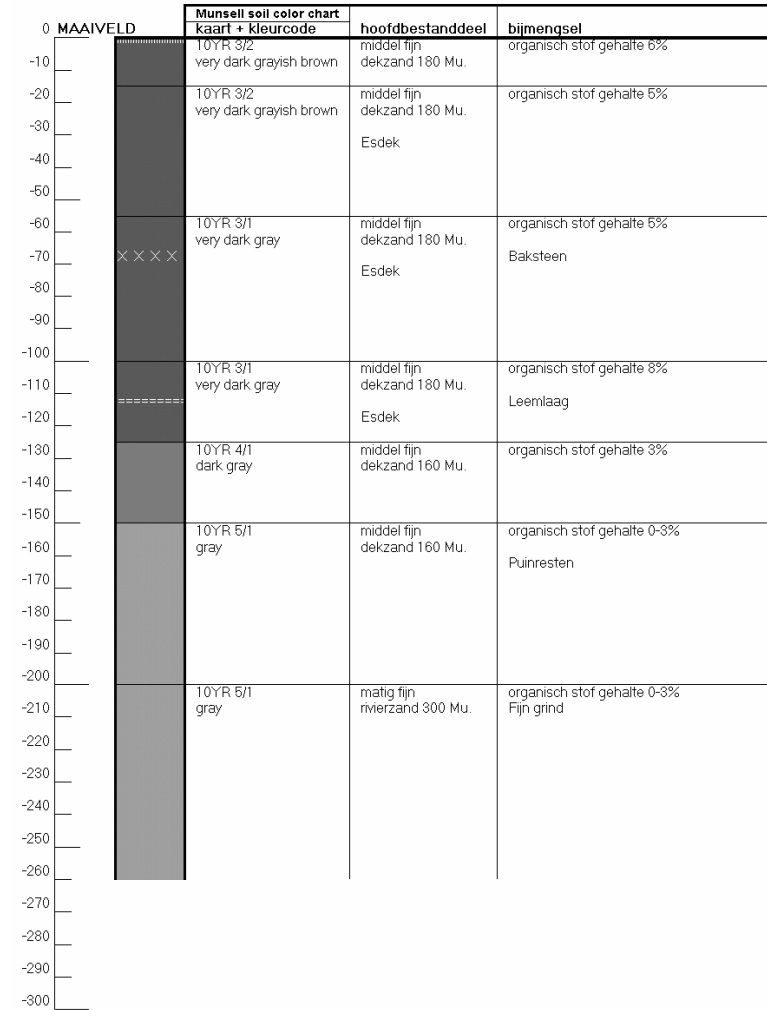 Munsell soil color chart
0 MAAIVELD kaart + kleurcode hoofdbestanddeel bijmengsel
10YR 3/2 middel fijn organisch stof gehalte 6%
-10 very dark grayish brown dekzand 180 Mu.
-20 10YR 3/2 middel fijn organisch stof gehalte 5%
very dark grayish brown dekzand 180 Mu.
-30
Esdek
-40
-50
-60 10YR 3/1 middel fijn organisch stof gehalte 5%
very dark gray dekzand 180 Mu.
-70 X X X X Baksteen
Esdek
-80
-90
-100
10YR 3/1 middel fijn organisch stof gehalte 8%
-110 very dark gray dekzand 180 Mu.
Leemlaag
-120 Esdek
-130 10YR 4/1 middel fijn organisch stof gehalte 3%
dark gray dekzand 160 Mu.
-140
-150
10YR 5/1 middel fijn organisch stof gehalte 0-3%
-160 gray dekzand 160 Mu.
Puinresten
-170
-180
-190
-200
10YR 5/1 matig fijn organisch stof gehalte 0-3%
-210 gray rivierzand 300 Mu. Fijn grind
-220
-230
-240
-250
-260
-270
-280
-290
-300